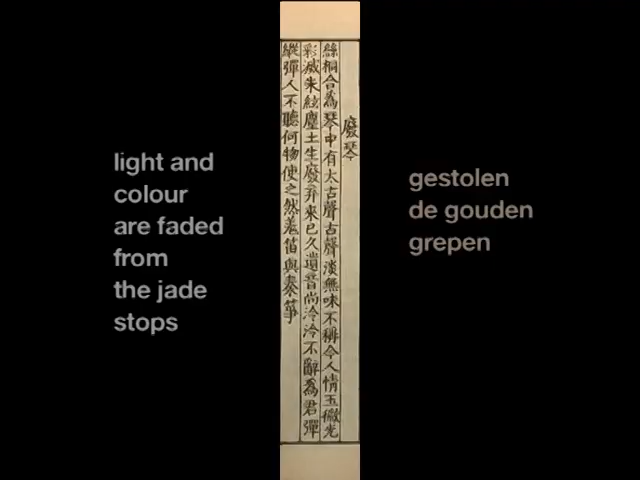 light and
colour
are faded
from
the jade
stops
廢琴
絲桐合爲琴中有太古聲古聲淡無味不稱今人情玉徽光
彩滅朱絃塵土生廢弃來已久遺音尚泠泠不辭爲君彈
縱彈人不聽何物使之然羌笛與秦箏
gestolen
de gouden
grepen